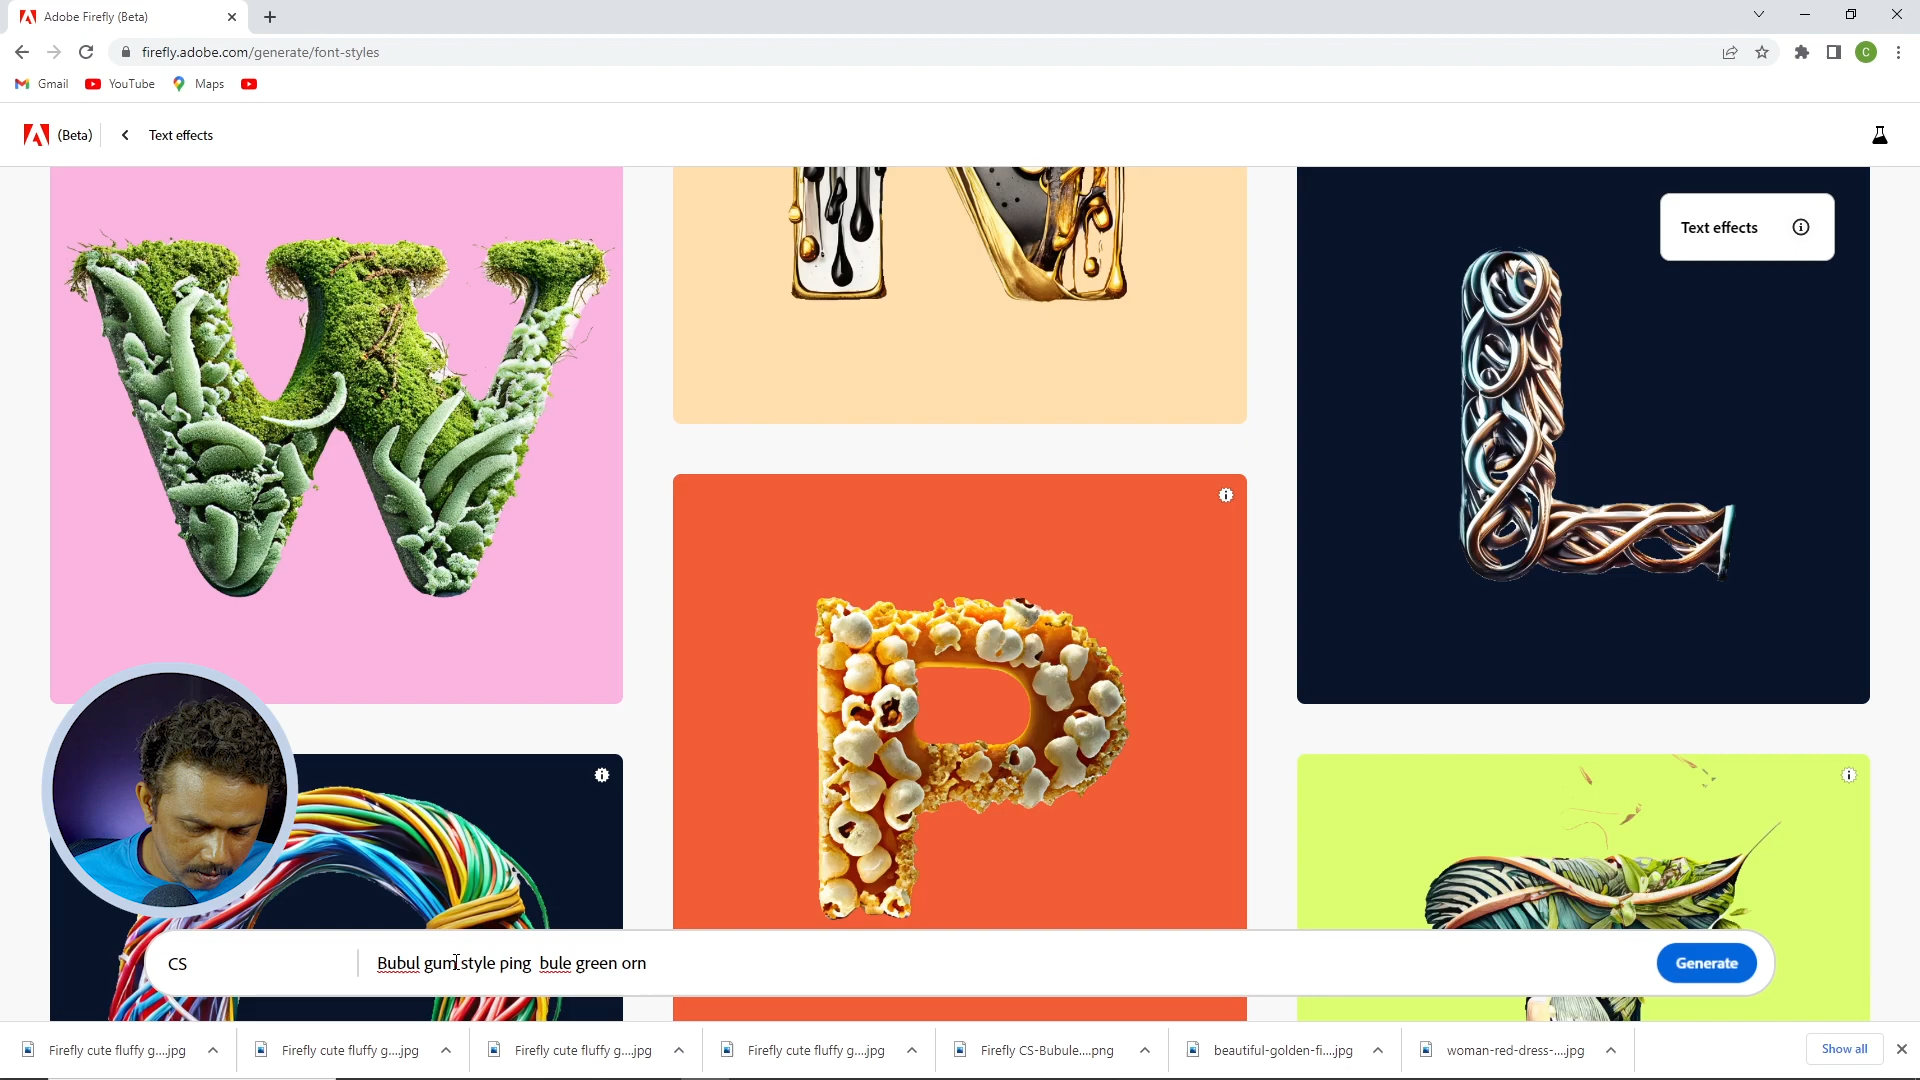 Adobe Firefly (Beta)
firefly.adobe.com/generate/font-styles
C
Gmail YouTube Maps
(Beta) Text effects
Text effects
CS Bubul gum style ping bule green orn Generate
Firefly cute fluffy g....jpg Firefly cute fluffy g....jpg Firefly cute fluffy g....jpg Firefly cute fluffy g....jpg Firefly CS-Bubule....png beautiful-golden-fi....jpg woman-red-dress-....jpg Show all
W
N
L
P